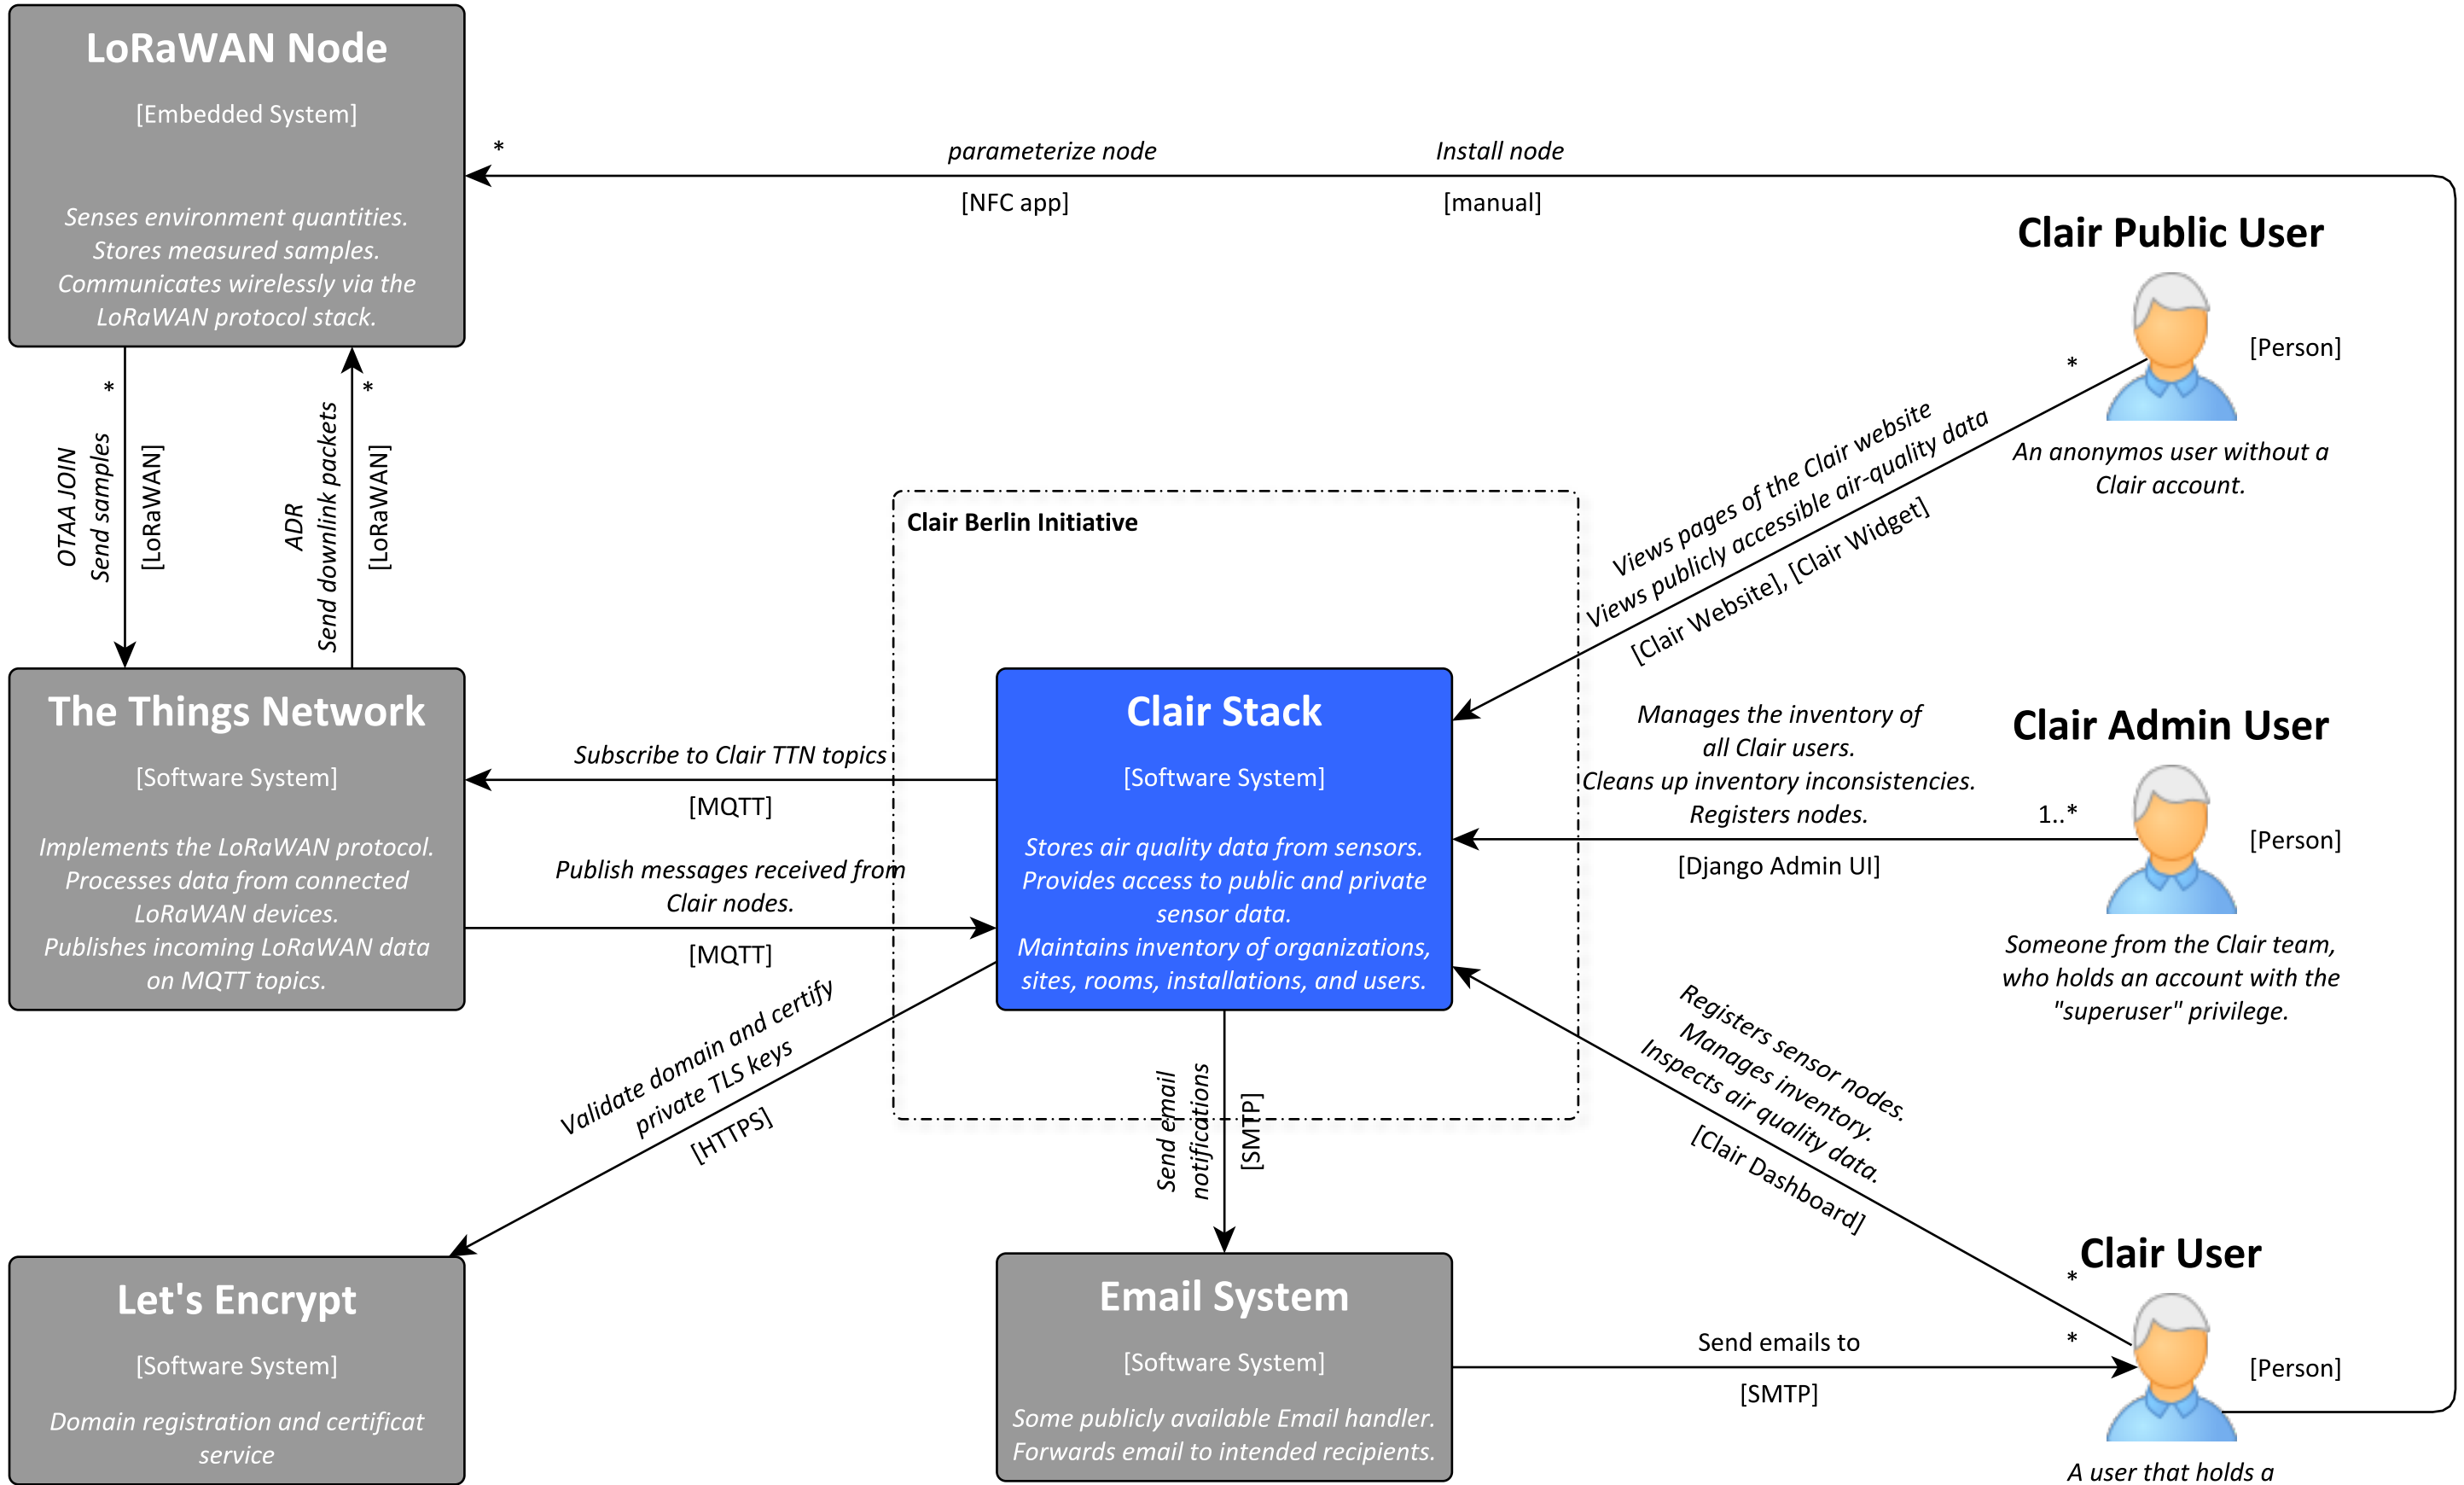 LoRaWAN Node
[Embedded System]
Senses environment quantities.
Stores measured samples.
Communicates wirelessly via the
LoRaWAN protocol stack.
*
parameterize node
[NFC app]
Install node
[manual]
Clair Public User
[Person]
*
An anonymos user without a
Clair account.
Views pages of the Clair website
Views publicly accessible air-quality data
[Clair Website], [Clair Widget]
*
OTAA JOIN
Send samples
[LoRaWAN]
*
ADR
Send downlink packets
[LoRaWAN]
Clair Berlin Initiative
The Things Network
[Software System]
Implements the LoRaWAN protocol.
Processes data from connected
LoRaWAN devices.
Publishes incoming LoRaWAN data
on MQTT topics.
Subscribe to Clair TTN topics
[MQTT]
Publish messages received from
Clair nodes.
[MQTT]
Clair Stack
[Software System]
Stores air quality data from sensors.
Provides access to public and private
sensor data.
Maintains inventory of organizations,
sites, rooms, installations, and users.
Manages the inventory of
all Clair users.
Cleans up inventory inconsistencies.
Registers nodes.
1..*
[Django Admin UI]
Clair Admin User
[Person]
Someone from the Clair team,
who holds an account with the
"superuser" privilege.
Validate domain and certify
private TLS keys
[HTTPS]
Send email
notifications
[SMTP]
Registers sensor nodes.
Manages inventory.
Inspects air quality data.
[Clair Dashboard]
Let's Encrypt
[Software System]
Domain registration and certificat
service
Email System
[Software System]
Some publicly available Email handler.
Forwards email to intended recipients.
Send emails to
[SMTP]
*
*
Clair User
[Person]
A user that holds a